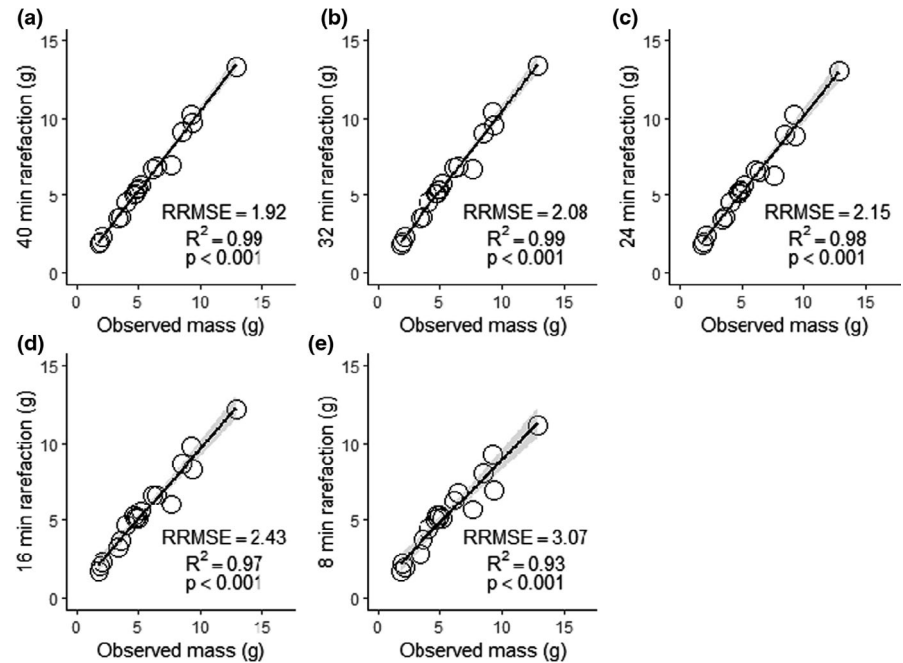 (a)
40 min rarefaction (g)
15
10
5
0
RRMSE = 1.92
R² = 0.99
p < 0.001
0 5 10 15
Observed mass (g)
(b)
32 min rarefaction (g)
15
10
5
0
RRMSE = 2.08
R² = 0.99
p < 0.001
0 5 10 15
Observed mass (g)
(c)
24 min rarefaction (g)
15
10
5
0
RRMSE = 2.15
R² = 0.98
p < 0.001
0 5 10 15
Observed mass (g)
(d)
16 min rarefaction (g)
15
10
5
0
RRMSE = 2.43
R² = 0.97
p < 0.001
0 5 10 15
Observed mass (g)
(e)
8 min rarefaction (g)
15
10
5
0
RRMSE = 3.07
R² = 0.93
p < 0.001
0 5 10 15
Observed mass (g)